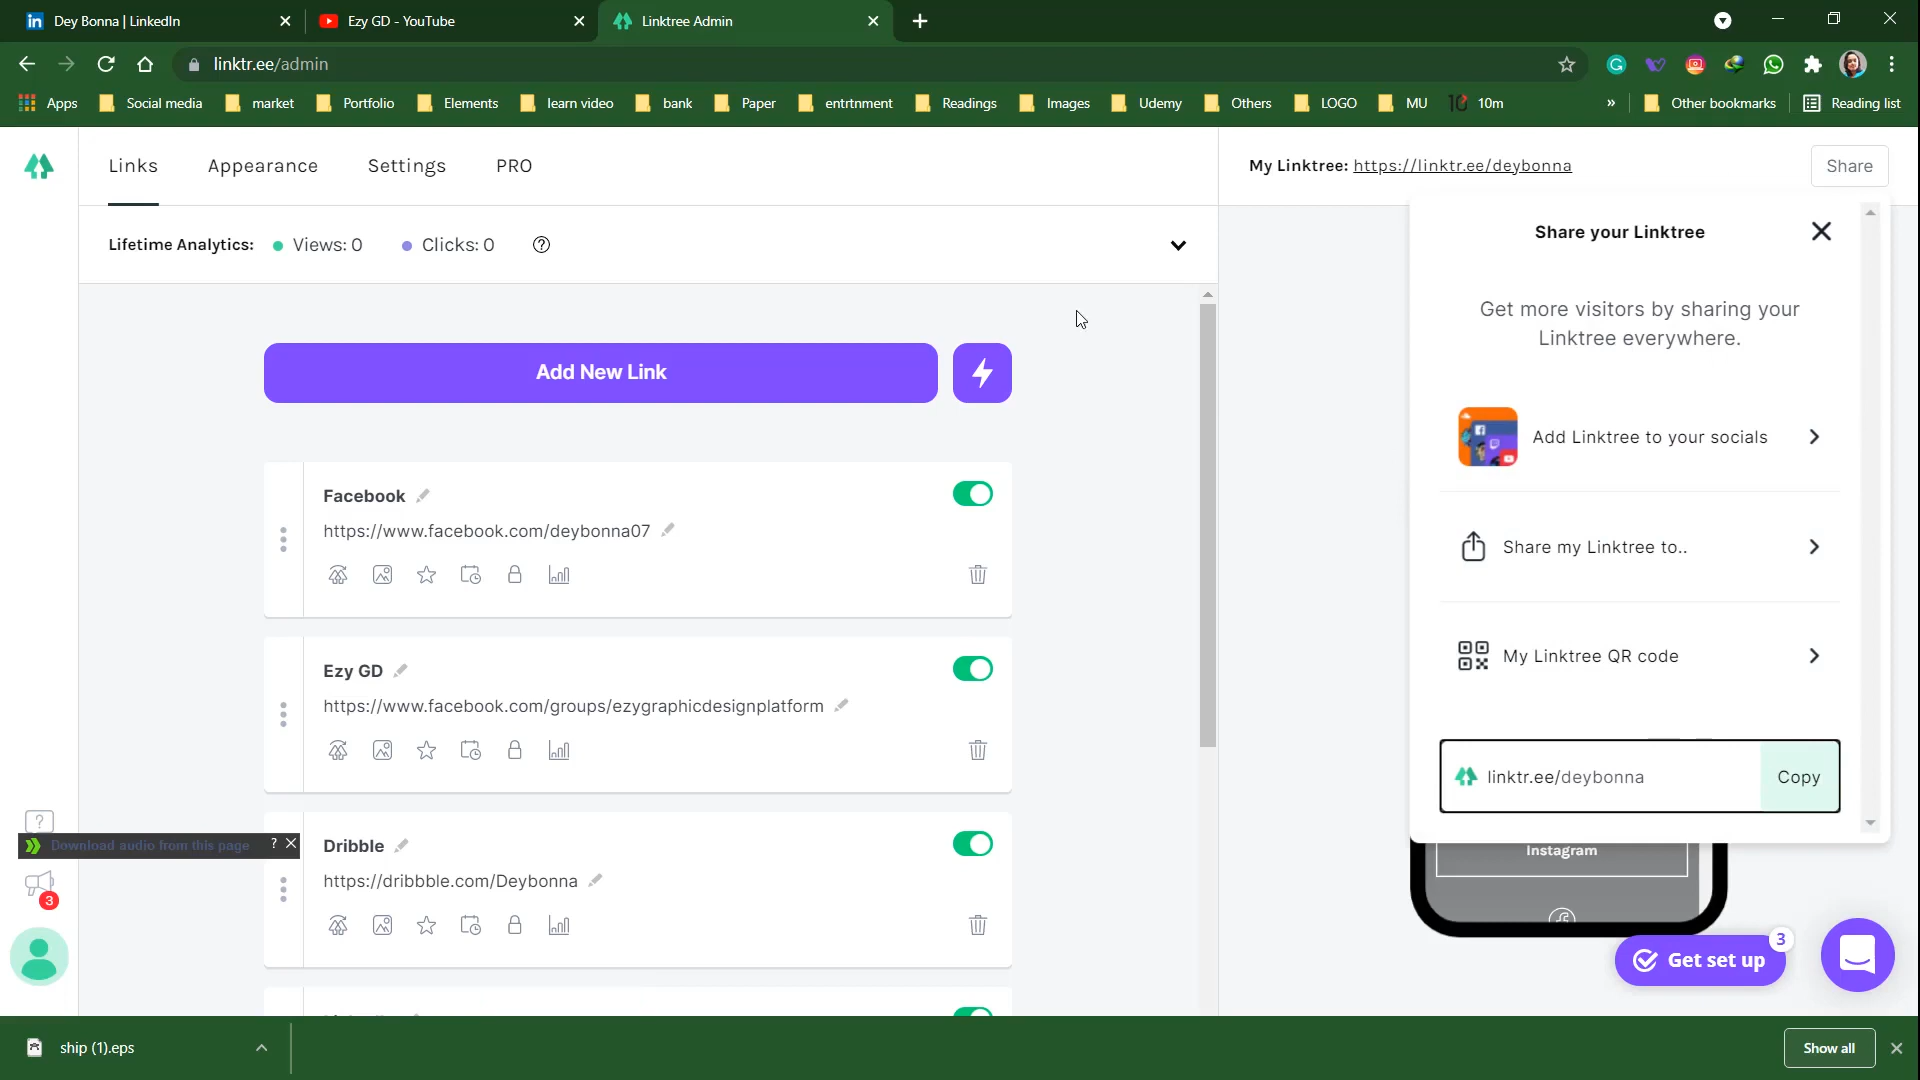 Dey Bonna | LinkedIn
Ezy GD - YouTube
Linktree Admin
linktr.ee/admin
Apps
Social media
market
Portfolio
Elements
learn video
bank
Paper
entrtnment
Readings
Images
Udemy
Others
LOGO
MU
10m
»
Other bookmarks
Reading list
Links
Appearance
Settings
PRO
My Linktree: https://linktr.ee/deybonna
Share
Lifetime Analytics:
Views: 0
Clicks: 0
?
Share your Linktree
Get more visitors by sharing your
Linktree everywhere.
Add Linktree to your socials
Share my Linktree to..
My Linktree QR code
linktr.ee/deybonna
Copy
Add New Link
Facebook
https://www.facebook.com/deybonna07
Ezy GD
https://www.facebook.com/groups/ezygraphicdesignplatform
Dribble
https://dribbble.com/Deybonna
?
Download audio from this page
?
3
Instagram
Get set up
3
ship (1).eps
Show all